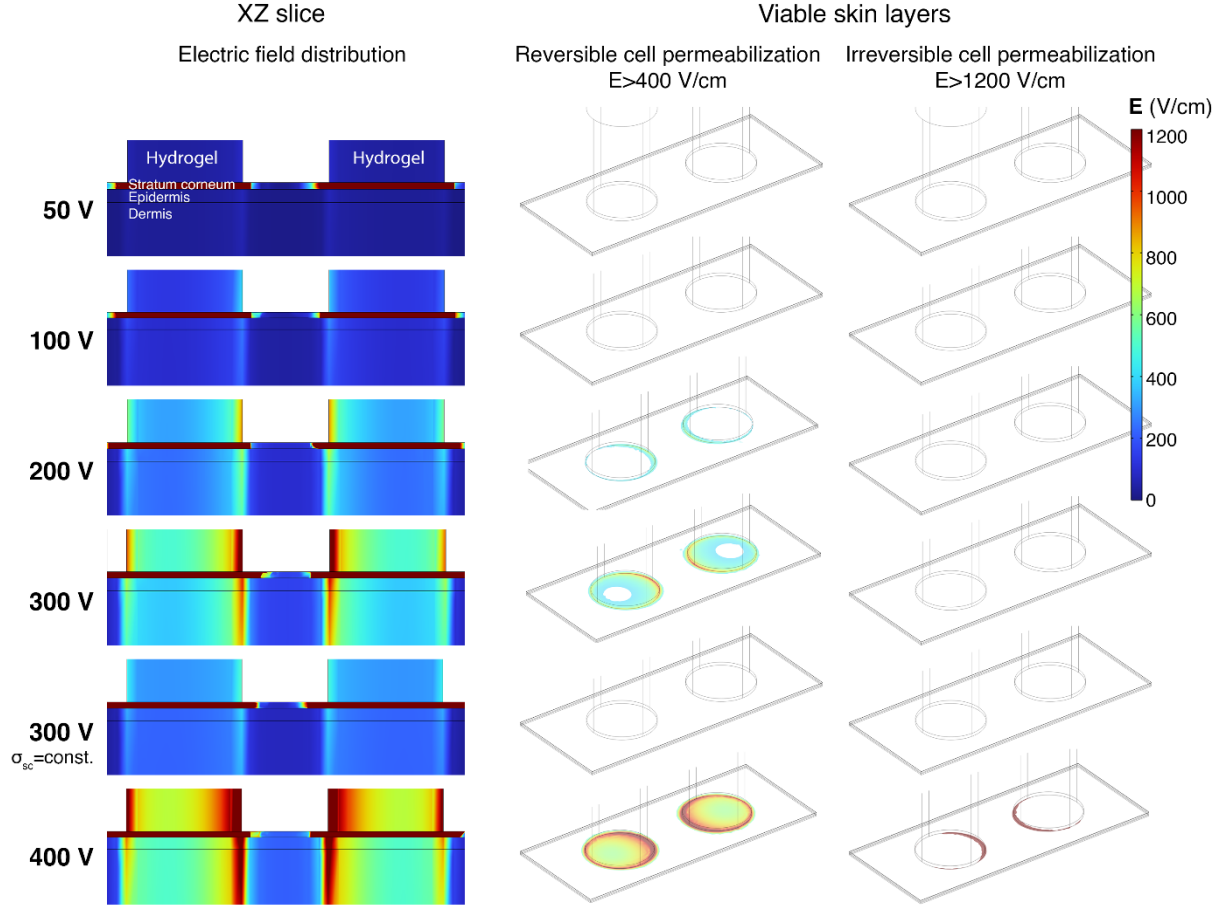 XZ slice
Viable skin layers
Electric field distribution
Reversible cell permeabilization
E>400 V/cm
Irreversible cell permeabilization
E>1200 V/cm
E (V/cm)
1200
1000
800
600
400
200
0
Hydrogel
Hydrogel
Stratum corneum
Epidermis
Dermis
50 V
100 V
200 V
300 V
300 V
σsc=const.
400 V